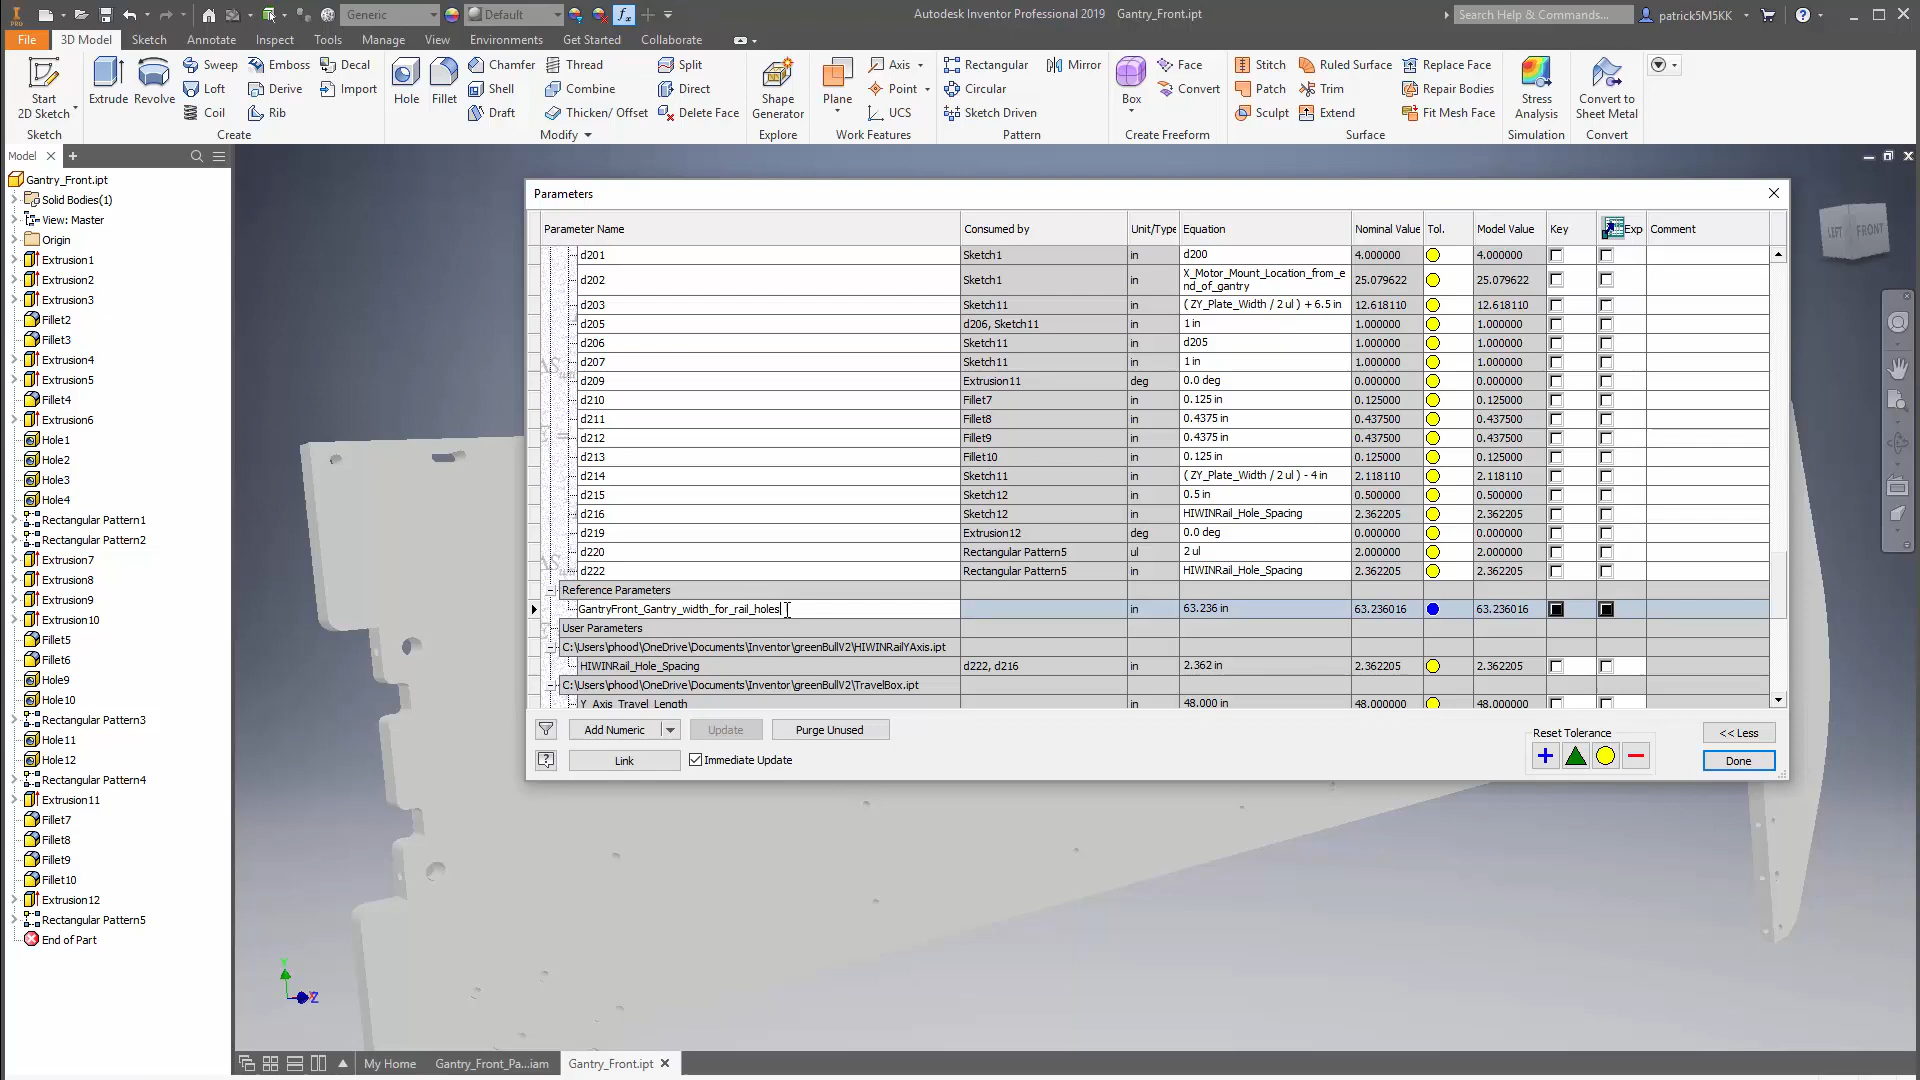 Generic
Default
Autodesk Inventor Professional 2019 Gantry_Front.ipt
Search Help & Commands...
patrick5M5KK
File 3D Model Sketch Annotate Inspect Tools Manage View Environments Get Started Collaborate
Start
2D Sketch
Sketch
Extrude
Revolve
Sweep
Loft
Coil
Emboss
Derive
Rib
Decal
Import
Create
Hole
Fillet
Chamfer
Shell
Draft
Thread
Combine
Thicken/ Offset
Split
Direct
Delete Face
Modify
Shape
Generator
Explore
Plane
Axis
Point
UCS
Work Features
Rectangular
Circular
Sketch Driven
Mirror
Pattern
Box
Face
Convert
Create Freeform
Stitch
Patch
Sculpt
Ruled Surface
Trim
Extend
Replace Face
Repair Bodies
Fit Mesh Face
Surface
Stress
Analysis
Simulation
Convert to
Sheet Metal
Convert
Model
Gantry_Front.ipt
Solid Bodies(1)
View: Master
Origin
Extrusion1
Extrusion2
Extrusion3
Fillet2
Fillet3
Extrusion4
Extrusion5
Fillet4
Extrusion6
Hole1
Hole2
Hole3
Hole4
Rectangular Pattern1
Rectangular Pattern2
Extrusion7
Extrusion8
Extrusion9
Extrusion10
Fillet5
Fillet6
Hole9
Hole10
Rectangular Pattern3
Hole11
Hole12
Rectangular Pattern4
Extrusion11
Fillet7
Fillet8
Fillet9
Fillet10
Extrusion12
Rectangular Pattern5
End of Part
Parameters
Parameter Name Consumed by Unit/Type Equation Nominal Value Tol. Model Value Key Exp Comment
d201 Sketch1 in d200 4.000000 4.000000
d202 Sketch1 in X_Motor_Mount_Location_from_e
nd_of_gantry 25.079622 25.079622
d203 Sketch11 in ( ZY_Plate_Width / 2 ul ) + 6.5 in 12.618110 12.618110
d205 d206, Sketch11 in 1 in 1.000000 1.000000
d206 Sketch11 in d205 1.000000 1.000000
d207 Sketch11 in 1 in 1.000000 1.000000
d209 Extrusion11 deg 0.0 deg 0.000000 0.000000
d210 Fillet7 in 0.125 in 0.125000 0.125000
d211 Fillet8 in 0.4375 in 0.437500 0.437500
d212 Fillet9 in 0.4375 in 0.437500 0.437500
d213 Fillet10 in 0.125 in 0.125000 0.125000
d214 Sketch11 in ( ZY_Plate_Width / 2 ul ) - 4 in 2.118110 2.118110
d215 Sketch12 in 0.5 in 0.500000 0.500000
d216 Sketch12 in HIWINRail_Hole_Spacing 2.362205 2.362205
d219 Extrusion12 deg 0.0 deg 0.000000 0.000000
d220 Rectangular Pattern5 ul 2 ul 2.000000 2.000000
d222 Rectangular Pattern5 in HIWINRail_Hole_Spacing 2.362205 2.362205
Reference Parameters
GantryFront_Gantry_width_for_rail_holes in 63.236 in 63.236016 63.236016
User Parameters
C:\Users\phood\OneDrive\Documents\Inventor\greenBullV2\HIWINRailYAxis.ipt
HIWINRail_Hole_Spacing d222, d216 in 2.362 in 2.362205 2.362205
C:\Users\phood\OneDrive\Documents\Inventor\greenBullV2\TravelBox.ipt
Y_Axis_Travel_Length in 48.000 in 48.000000 48.000000
Add Numeric Update Purge Unused
Link Immediate Update
Reset Tolerance
<< Less
Done
LEFT FRONT
Y
Z
My Home Gantry_Front_Pa...iam Gantry_Front.ipt